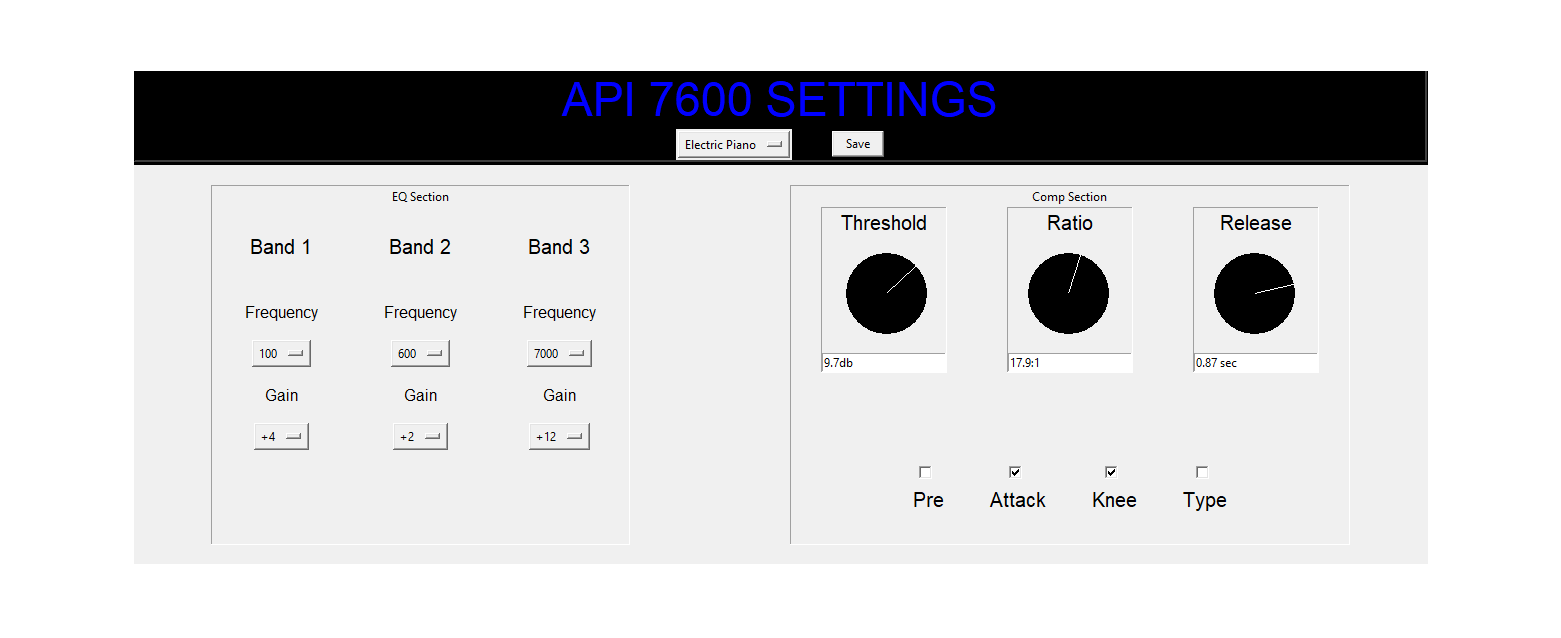 API 7600 SETTINGS
Electric Piano Save
EQ Section
Band 1 Band 2 Band 3
Frequency Frequency Frequency
100 600 7000
Gain Gain Gain
+4 +2 +12
Comp Section
Threshold Ratio Release
9.7db 17.9:1 0.87 sec
Pre Attack Knee Type